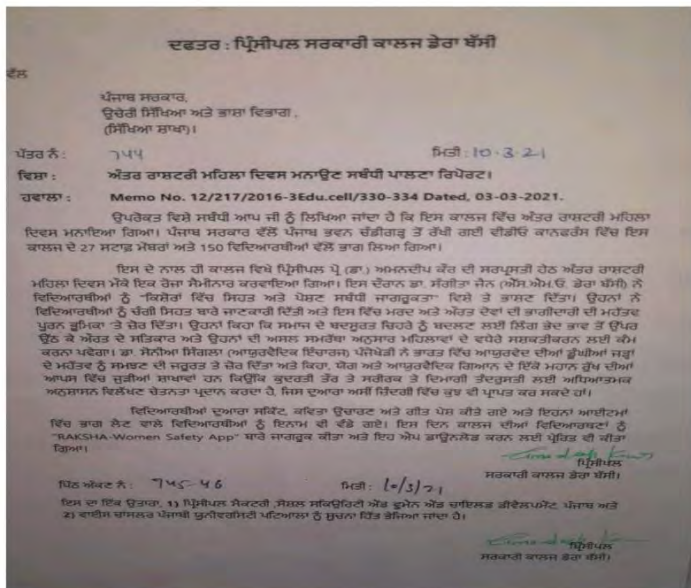 ਦਫਤਰ : ਪ੍ਰਿੰਸੀਪਲ ਸਰਕਾਰੀ ਕਾਲਜ ਡੇਰਾ ਬੱਸੀ
ਵੱਲ
ਪੰਜਾਬ ਸਰਕਾਰ,
ਉਚੇਰੀ ਸਿੱਖਿਆ ਅਤੇ ਭਾਸ਼ਾ ਵਿਭਾਗ,
(ਸਿੱਖਿਆ ਸ਼ਾਖਾ)।
ਪੱਤਰ ਨੰ: 744 ਮਿਤੀ: 10-3-21
ਵਿਸ਼ਾ: ਅੰਤਰ ਰਾਸ਼ਟਰੀ ਮਹਿਲਾ ਦਿਵਸ ਮਨਾਉਣ ਸਬੰਧੀ ਪਾਲਣਾ ਰਿਪੋਰਟ।
ਹਵਾਲਾ: Memo No. 12/217/2016-3Edu.cell/330-334 Dated, 03-03-2021.
ਉਪਰੋਕਤ ਵਿਸ਼ੇ ਸਬੰਧੀ ਆਪ ਜੀ ਨੂੰ ਲਿਖਿਆ ਜਾਂਦਾ ਹੈ ਕਿ ਇਸ ਕਾਲਜ ਵਿੱਚ ਅੰਤਰ ਰਾਸ਼ਟਰੀ ਮਹਿਲਾ
ਦਿਵਸ ਮਨਾਇਆ ਗਿਆ। ਪੰਜਾਬ ਸਰਕਾਰ ਵੱਲੋਂ ਪੰਜਾਬ ਭਵਨ ਚੰਡੀਗੜ੍ਹ ਤੋਂ ਰੱਖੀ ਗਈ ਵੀਡੀਓ ਕਾਨਫਰੰਸ ਵਿੱਚ ਇਸ
ਕਾਲਜ ਦੇ 27 ਸਟਾਫ਼ ਮੈਂਬਰਾਂ ਅਤੇ 150 ਵਿਦਿਆਰਥੀਆਂ ਵੱਲੋਂ ਭਾਗ ਲਿਆ ਗਿਆ।
ਇਸ ਦੇ ਨਾਲ ਹੀ ਕਾਲਜ ਵਿਖੇ ਪ੍ਰਿੰਸੀਪਲ ਪ੍ਰੋ (ਡਾ.) ਅਮਨਦੀਪ ਕੌਰ ਦੀ ਸਰਪ੍ਰਸਤੀ ਹੇਠ ਅੰਤਰ ਰਾਸ਼ਟਰੀ
ਮਹਿਲਾ ਦਿਵਸ ਮੌਕੇ ਇਕ ਰੋਜਾ ਸੈਮੀਨਾਰ ਕਰਵਾਇਆ ਗਿਆ। ਇਸ ਦੌਰਾਨ ਡਾ. ਸੰਗੀਤਾ ਜੈਨ (ਐੱਸ.ਐਮ.ਓ. ਡੇਰਾ ਬੱਸੀ) ਨੇ
ਵਿਦਿਆਰਥੀਆਂ ਨੂੰ "ਕਿਸ਼ੋਰਾਂ ਵਿੱਚ ਸਿਹਤ ਅਤੇ ਪੋਸ਼ਣ ਸਬੰਧੀ ਜਾਗਰੂਕਤਾ" ਵਿਸ਼ੇ ਤੇ ਭਾਸ਼ਣ ਦਿੱਤਾ। ਉਹਨਾਂ ਨੇ
ਵਿਦਿਆਰਥੀਆਂ ਨੂੰ ਚੰਗੀ ਸਿਹਤ ਬਾਰੇ ਜਾਣਕਾਰੀ ਦਿੱਤੀ ਅਤੇ ਇਸ ਵਿੱਚ ਮਰਦ ਅਤੇ ਔਰਤ ਦੋਵਾਂ ਦੀ ਭਾਗੀਦਾਰੀ ਦੀ ਮਹੱਤਵ
ਪੂਰਨ ਭੂਮਿਕਾ ਤੇ ਜ਼ੋਰ ਦਿੱਤਾ। ਉਹਨਾਂ ਕਿਹਾ ਕਿ ਸਮਾਜ ਦੇ ਬਦਸੂਰਤ ਚਿਹਰੇ ਨੂੰ ਬਦਲਣ ਲਈ ਲਿੰਗ ਭੇਦ ਭਾਵ ਤੋਂ ਉੱਪਰ
ਉੱਠ ਕੇ ਔਰਤ ਦੇ ਸਤਿਕਾਰ ਅਤੇ ਉਹਨਾਂ ਦੀ ਅਸਲ ਸਮਰੱਥਾ ਅਨੁਸਾਰ ਮਹਿਲਾਵਾਂ ਦੇ ਵਧੇਰੇ ਸਸ਼ਕਤੀਕਰਨ ਲਈ ਕੰਮ
ਕਰਨਾ ਪਵੇਗਾ। ਡਾ. ਸੋਨੀਆ ਸਿੰਗਲਾ (ਆਯੁਰਵੈਦਿਕ ਇੰਚਾਰਜ) ਪੰਜੋਖੇੜੀ ਨੇ ਭਾਰਤ ਵਿੱਚ ਆਯੁਰਵੇਦ ਦੀਆਂ ਡੂੰਘੀਆਂ ਜੜ੍ਹਾਂ
ਦੇ ਮਹੱਤਵ ਨੂੰ ਸਮਝਣ ਦੀ ਜਰੂਰਤ ਤੇ ਜ਼ੋਰ ਦਿੱਤਾ ਅਤੇ ਕਿਹਾ, ਯੋਗ ਅਤੇ ਆਯੁਰਵੈਦਿਕ ਗਿਆਨ ਦੇ ਇੱਕੋ ਮਹਾਨ ਰੁੱਖ ਦੀਆਂ
ਆਪਸ ਵਿੱਚ ਜੁੜੀਆਂ ਸ਼ਾਖਾਵਾਂ ਹਨ ਕਿਉਂਕਿ ਕੁਦਰਤੀ ਤੌਰ ਤੇ ਸਰੀਰਕ ਤੇ ਦਿਮਾਗੀ ਤੰਦਰੁਸਤੀ ਲਈ ਅਧਿਆਤਮਕ
ਅਨੁਸ਼ਾਸਨ ਵਿਲੱਖਣ ਚੇਤਨਤਾ ਪ੍ਰਦਾਨ ਕਰਦਾ ਹੈ, ਜਿਸ ਦੁਆਰਾ ਅਸੀਂ ਜ਼ਿੰਦਗੀ ਵਿੱਚ ਕੁਝ ਵੀ ਪ੍ਰਾਪਤ ਕਰ ਸਕਦੇ ਹਾਂ।
ਵਿਦਿਆਰਥੀਆਂ ਦੁਆਰਾ ਸਕਿੱਟ, ਕਵਿਤਾ ਉਚਾਰਣ ਅਤੇ ਗੀਤ ਪੇਸ਼ ਕੀਤੇ ਗਏ ਅਤੇ ਇਹਨਾਂ ਆਈਟਮਾਂ
ਵਿੱਚ ਭਾਗ ਲੈਣ ਵਾਲੇ ਵਿਦਿਆਰਥੀਆਂ ਨੂੰ ਇਨਾਮ ਵੀ ਵੰਡੇ ਗਏ। ਇਸ ਦਿਨ ਕਾਲਜ ਦੀਆਂ ਵਿਦਿਆਰਥਣਾਂ ਨੂੰ
"RAKSHA-Women Safety App" ਬਾਰੇ ਜਾਗਰੂਕ ਕੀਤਾ ਅਤੇ ਇਹ ਐਪ ਡਾਊਨਲੋਡ ਕਰਨ ਲਈ ਪ੍ਰੇਰਿਤ ਵੀ ਕੀਤਾ
ਗਿਆ।
ਪ੍ਰਿੰਸੀਪਲ
ਸਰਕਾਰੀ ਕਾਲਜ ਡੇਰਾ ਬੱਸੀ।
ਪਿੱਠ ਅੰਕਣ ਨੰ: 745-46 ਮਿਤੀ: 10/3/21
ਇਸ ਦਾ ਇੱਕ ਉਤਾਰਾ, 1) ਪ੍ਰਿੰਸੀਪਲ ਸੈਕਟਰੀ ,ਸੋਸ਼ਲ ਸਕਿਉਰਿਟੀ ਐਂਡ ਵੂਮੇਨ ਐਂਡ ਚਾਇਲਡ ਡੀਵੈਲਪਮੈਂਟ, ਪੰਜਾਬ ਅਤੇ
2) ਵਾਈਸ ਚਾਂਸਲਰ ਪੰਜਾਬੀ ਯੂਨੀਵਰਸਿਟੀ ਪਟਿਆਲਾ ਨੂੰ ਸੂਚਨਾ ਹਿੱਤ ਭੇਜਿਆ ਜਾਂਦਾ ਹੈ।
ਪ੍ਰਿੰਸੀਪਲ
ਸਰਕਾਰੀ ਕਾਲਜ ਡੇਰਾ ਬੱਸੀ।